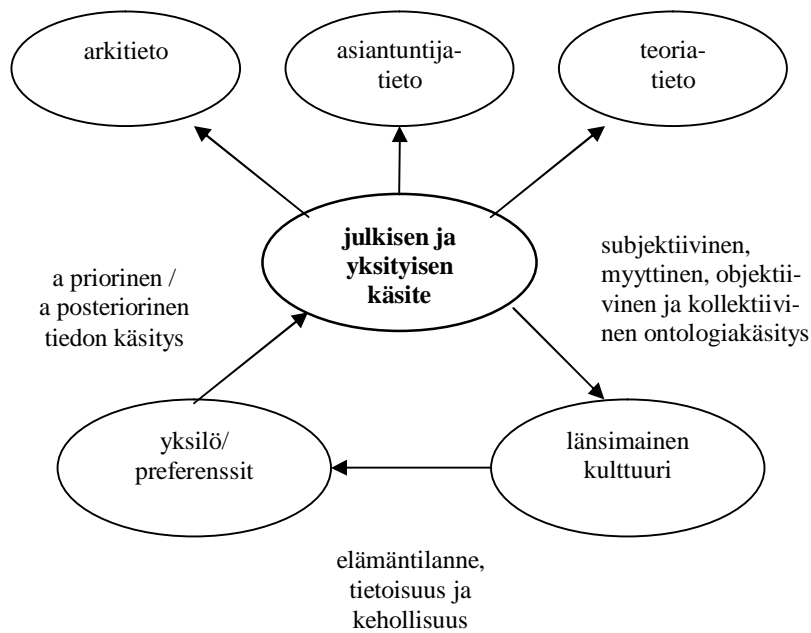 arkitieto
asiantuntija-
tieto
teoria-
tieto
julkisen ja
yksityisen
käsite
a priorinen /
a posteriorinen
tiedon käsitys
subjektiivinen,
myyttinen, objektii-
vinen ja kollektiivi-
nen ontologiakäsitys
yksilö/
preferenssit
länsimainen
kulttuuri
elämäntilanne,
tietoisuus ja
kehollisuus